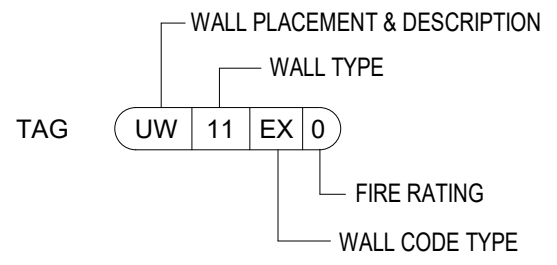 WALL PLACEMENT & DESCRIPTION
WALL TYPE
TAG UW 11 EX 0
FIRE RATING
WALL CODE TYPE